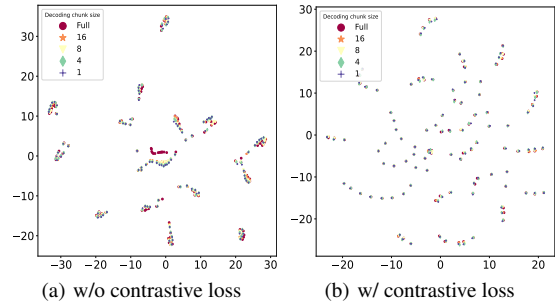 Decoding chunk size
Full
16
8
4
1
30
20
10
0
−10
−20
−30 −20 −10 0 10 20 30
(a) w/o contrastive loss
Decoding chunk size
Full
16
8
4
1
30
20
10
0
−10
−20
−30
−20 −10 0 10 20
(b) w/ contrastive loss